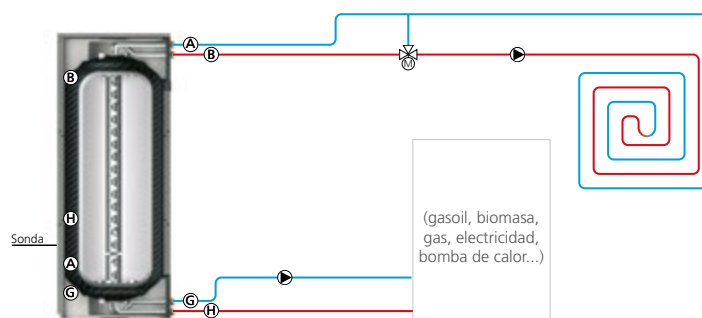 A
B
M
B
H
Sonda
A
G
G
H
(gasoil, biomasa,
gas, electricidad,
bomba de calor...)